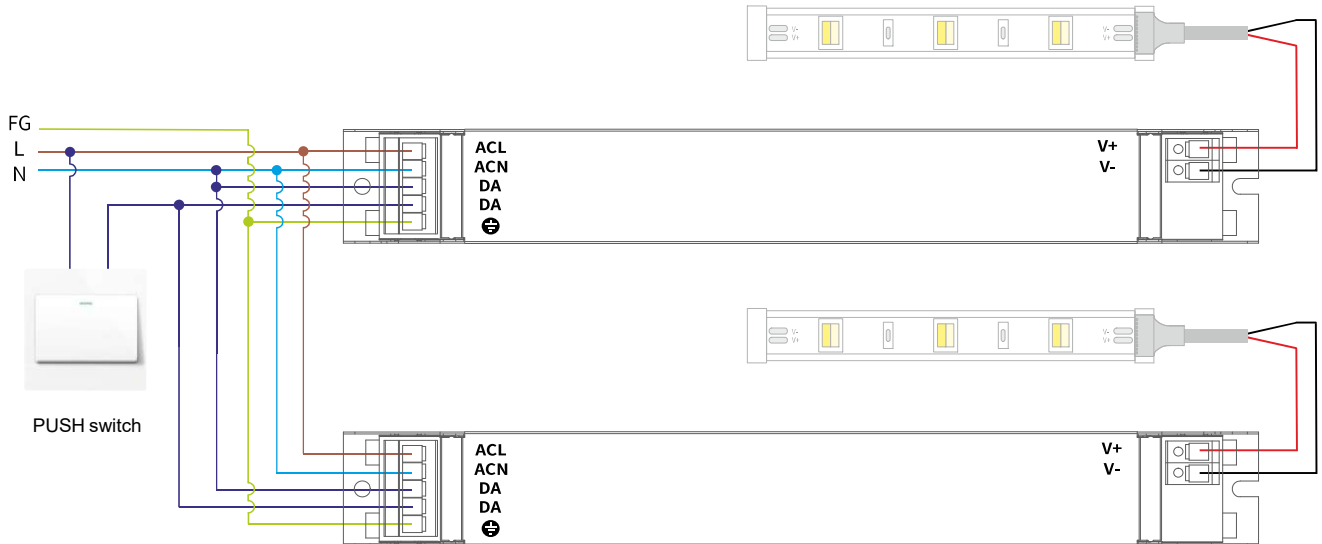 V-
V+
V-
V+
FG
L
N
ACL
ACN
DA
DA
V+
V-
PUSH switch
V-
V+
V-
V+
ACL
ACN
DA
DA
V+
V-